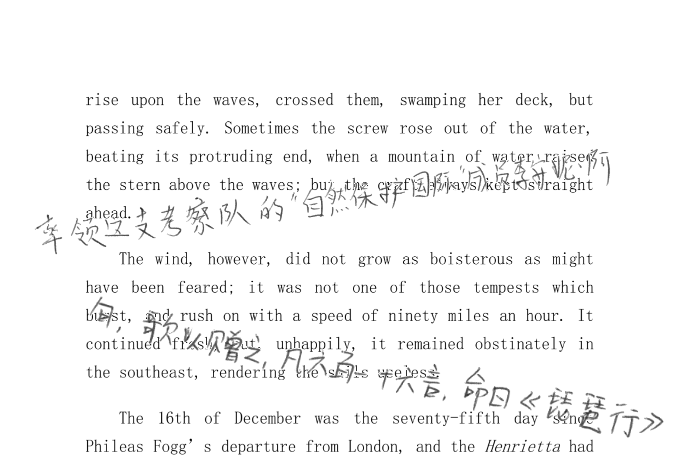 rise upon the waves, crossed them, swamping her deck, but
passing safely. Sometimes the screw rose out of the water,
beating its protruding end, when a mountain of water raised
the stern above the waves; but the craft always kept straight
ahead.
率领这支考察队的“自然保护国际”成员李安妮·阿
The wind, however, did not grow as boisterous as might
have been feared; it was not one of those tempests which
burst, and rush on with a speed of ninety miles an hour. It
continued fresh, but, unhappily, it remained obstinately in
the southeast, rendering the sails useless.
句，歌以赠之，凡六百一十六言，命曰《琵琶行》
The 16th of December was the seventy-fifth day since
Phileas Fogg’s departure from London, and the Henrietta had